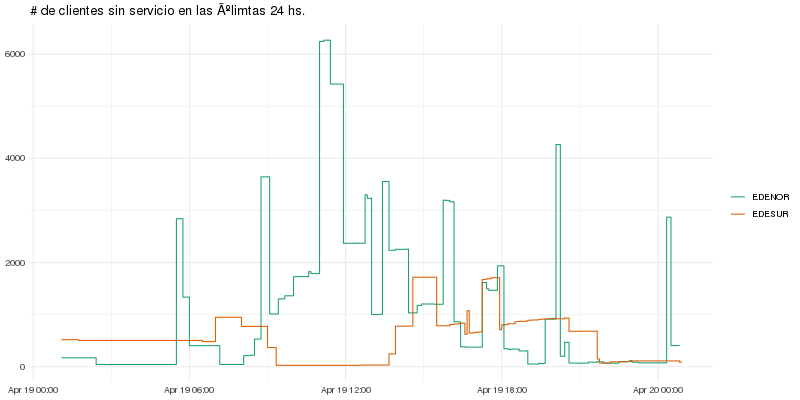 # de clientes sin servicio en las Ãºlimtas 24 hs.
6000
4000
2000
0
Apr 19 00:00
Apr 19 06:00
Apr 19 12:00
Apr 19 18:00
Apr 20 00:00
EDENOR
EDESUR